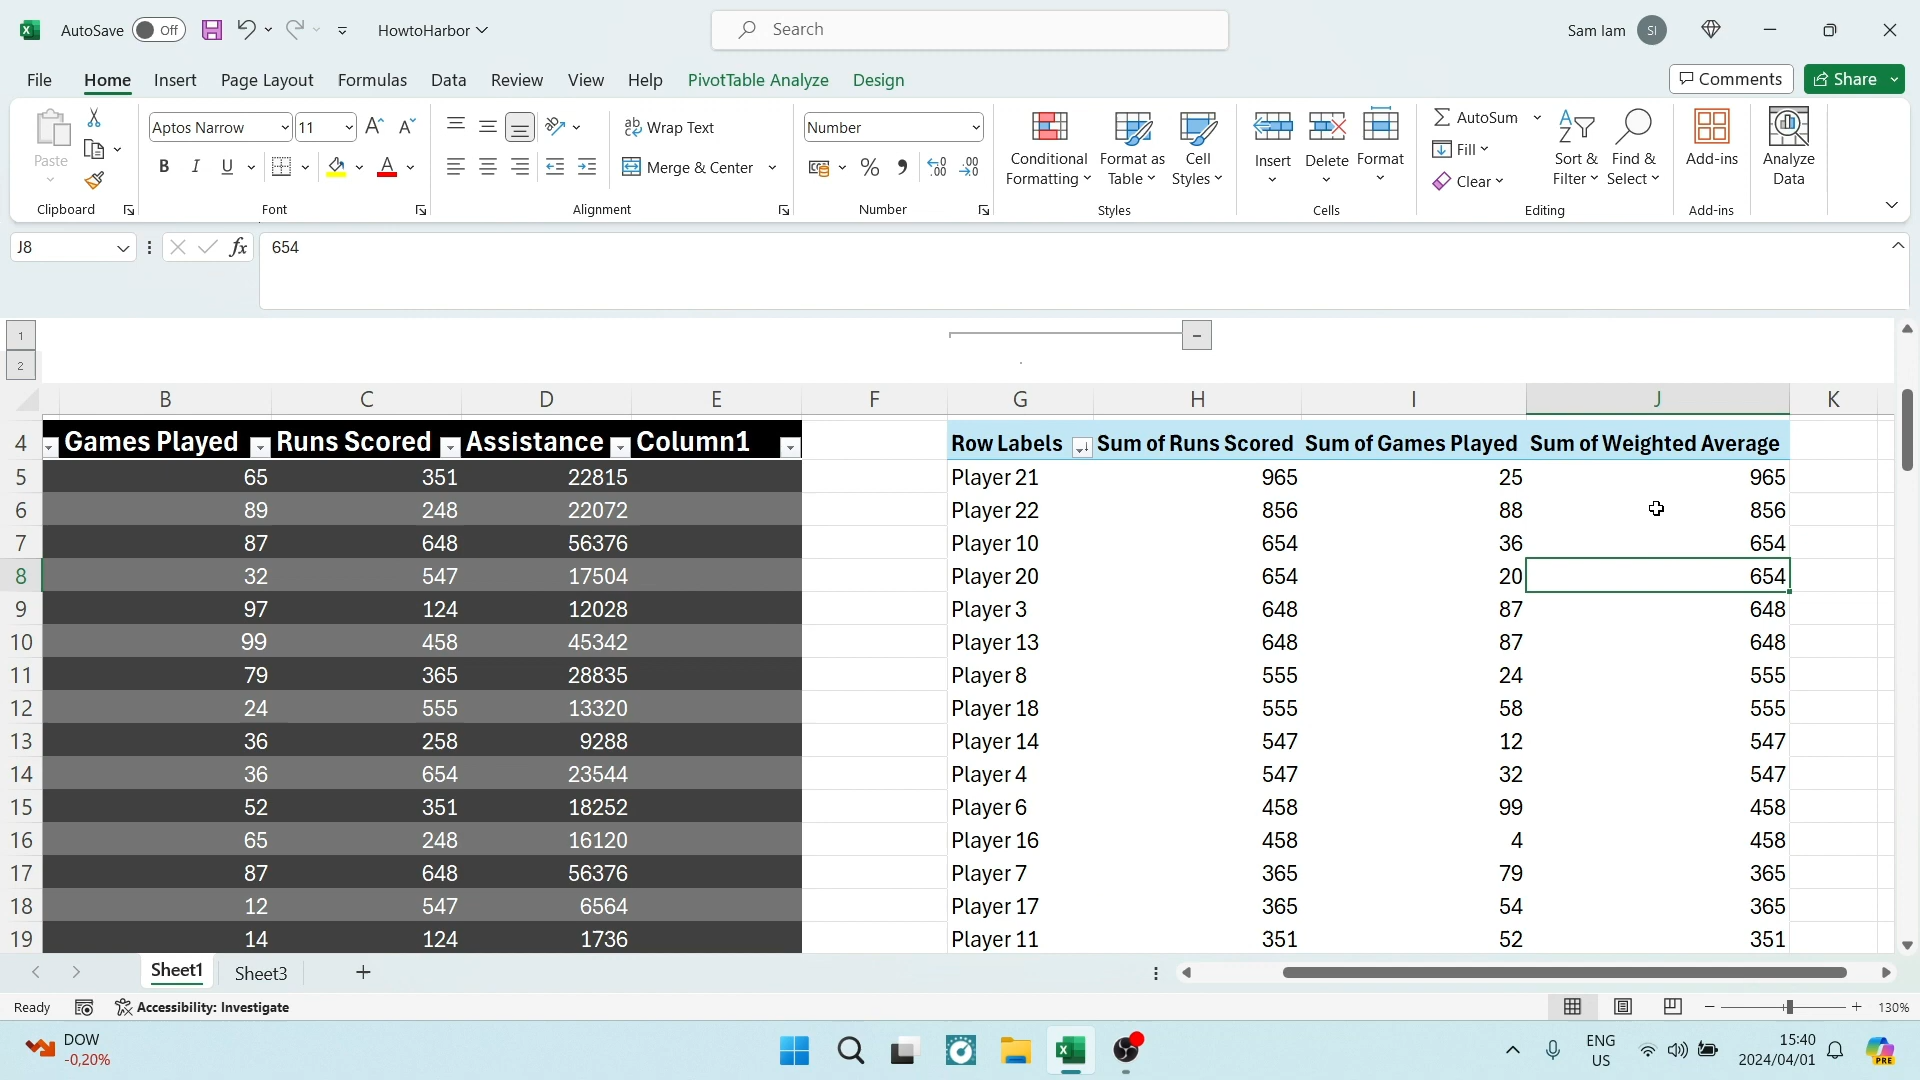 AutoSave Off HowtoHarbor Search Sam Iam SI
File Home Insert Page Layout Formulas Data Review View Help PivotTable Analyze Design Comments Share
Paste Aptos Narrow 11 Wrap Text Number AutoSum
B I U Merge & Center % Conditional Formatting Format as Table Cell Styles Insert Delete Format Fill Sort & Filter Find & Select Add-ins Analyze Data
Clear
Clipboard Font Alignment Number Styles Cells Editing Add-ins
J8 fx 654
1
2
B C D E F G H I J K
4 Games Played Runs Scored Assistance Column1 Row Labels Sum of Runs Scored Sum of Games Played Sum of Weighted Average
5 65 351 22815 Player 21 965 25 965
6 89 248 22072 Player 22 856 88 856
7 87 648 56376 Player 10 654 36 654
8 32 547 17504 Player 20 654 20 654
9 97 124 12028 Player 3 648 87 648
10 99 458 45342 Player 13 648 87 648
11 79 365 28835 Player 8 555 24 555
12 24 555 13320 Player 18 555 58 555
13 36 258 9288 Player 14 547 12 547
14 36 654 23544 Player 4 547 32 547
15 52 351 18252 Player 6 458 99 458
16 65 248 16120 Player 16 458 4 458
17 87 648 56376 Player 7 365 79 365
18 12 547 6564 Player 17 365 54 365
19 14 124 1736 Player 11 351 52 351
Sheet1 Sheet3
Ready Accessibility: Investigate 130%
DOW ENG 15:40
-0,20% US 2024/04/01 PRE